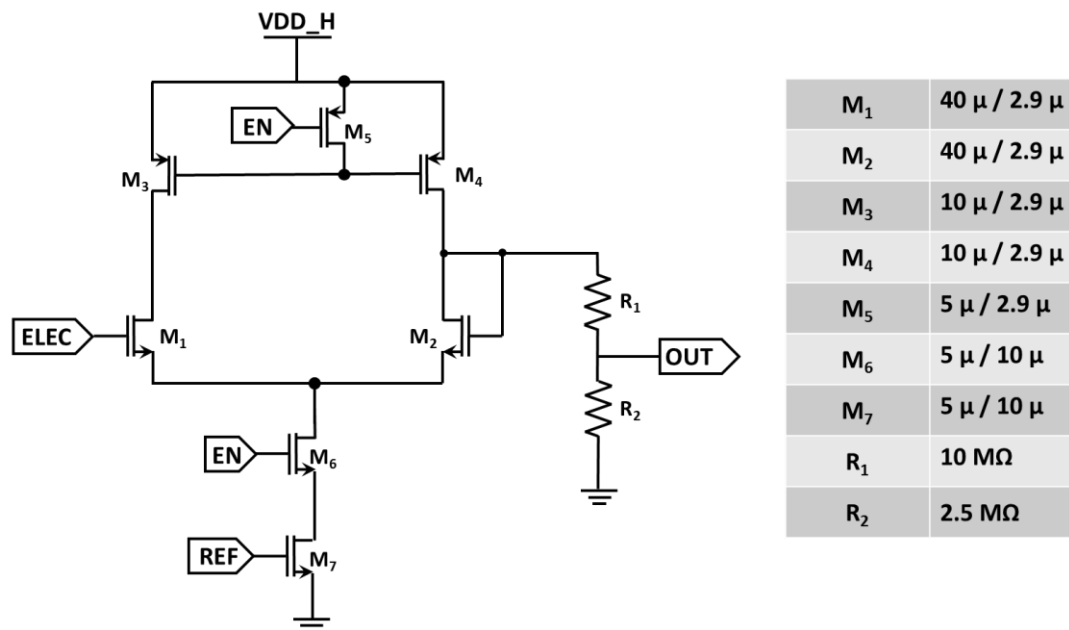 VDD_H
EN
M₅
M₃
M₄
ELEC
M₁
M₂
R₁
OUT
R₂
EN
M₆
REF
M₇
M₁ 40 µ / 2.9 µ
M₂ 40 µ / 2.9 µ
M₃ 10 µ / 2.9 µ
M₄ 10 µ / 2.9 µ
M₅ 5 µ / 2.9 µ
M₆ 5 µ / 10 µ
M₇ 5 µ / 10 µ
R₁ 10 MΩ
R₂ 2.5 MΩ